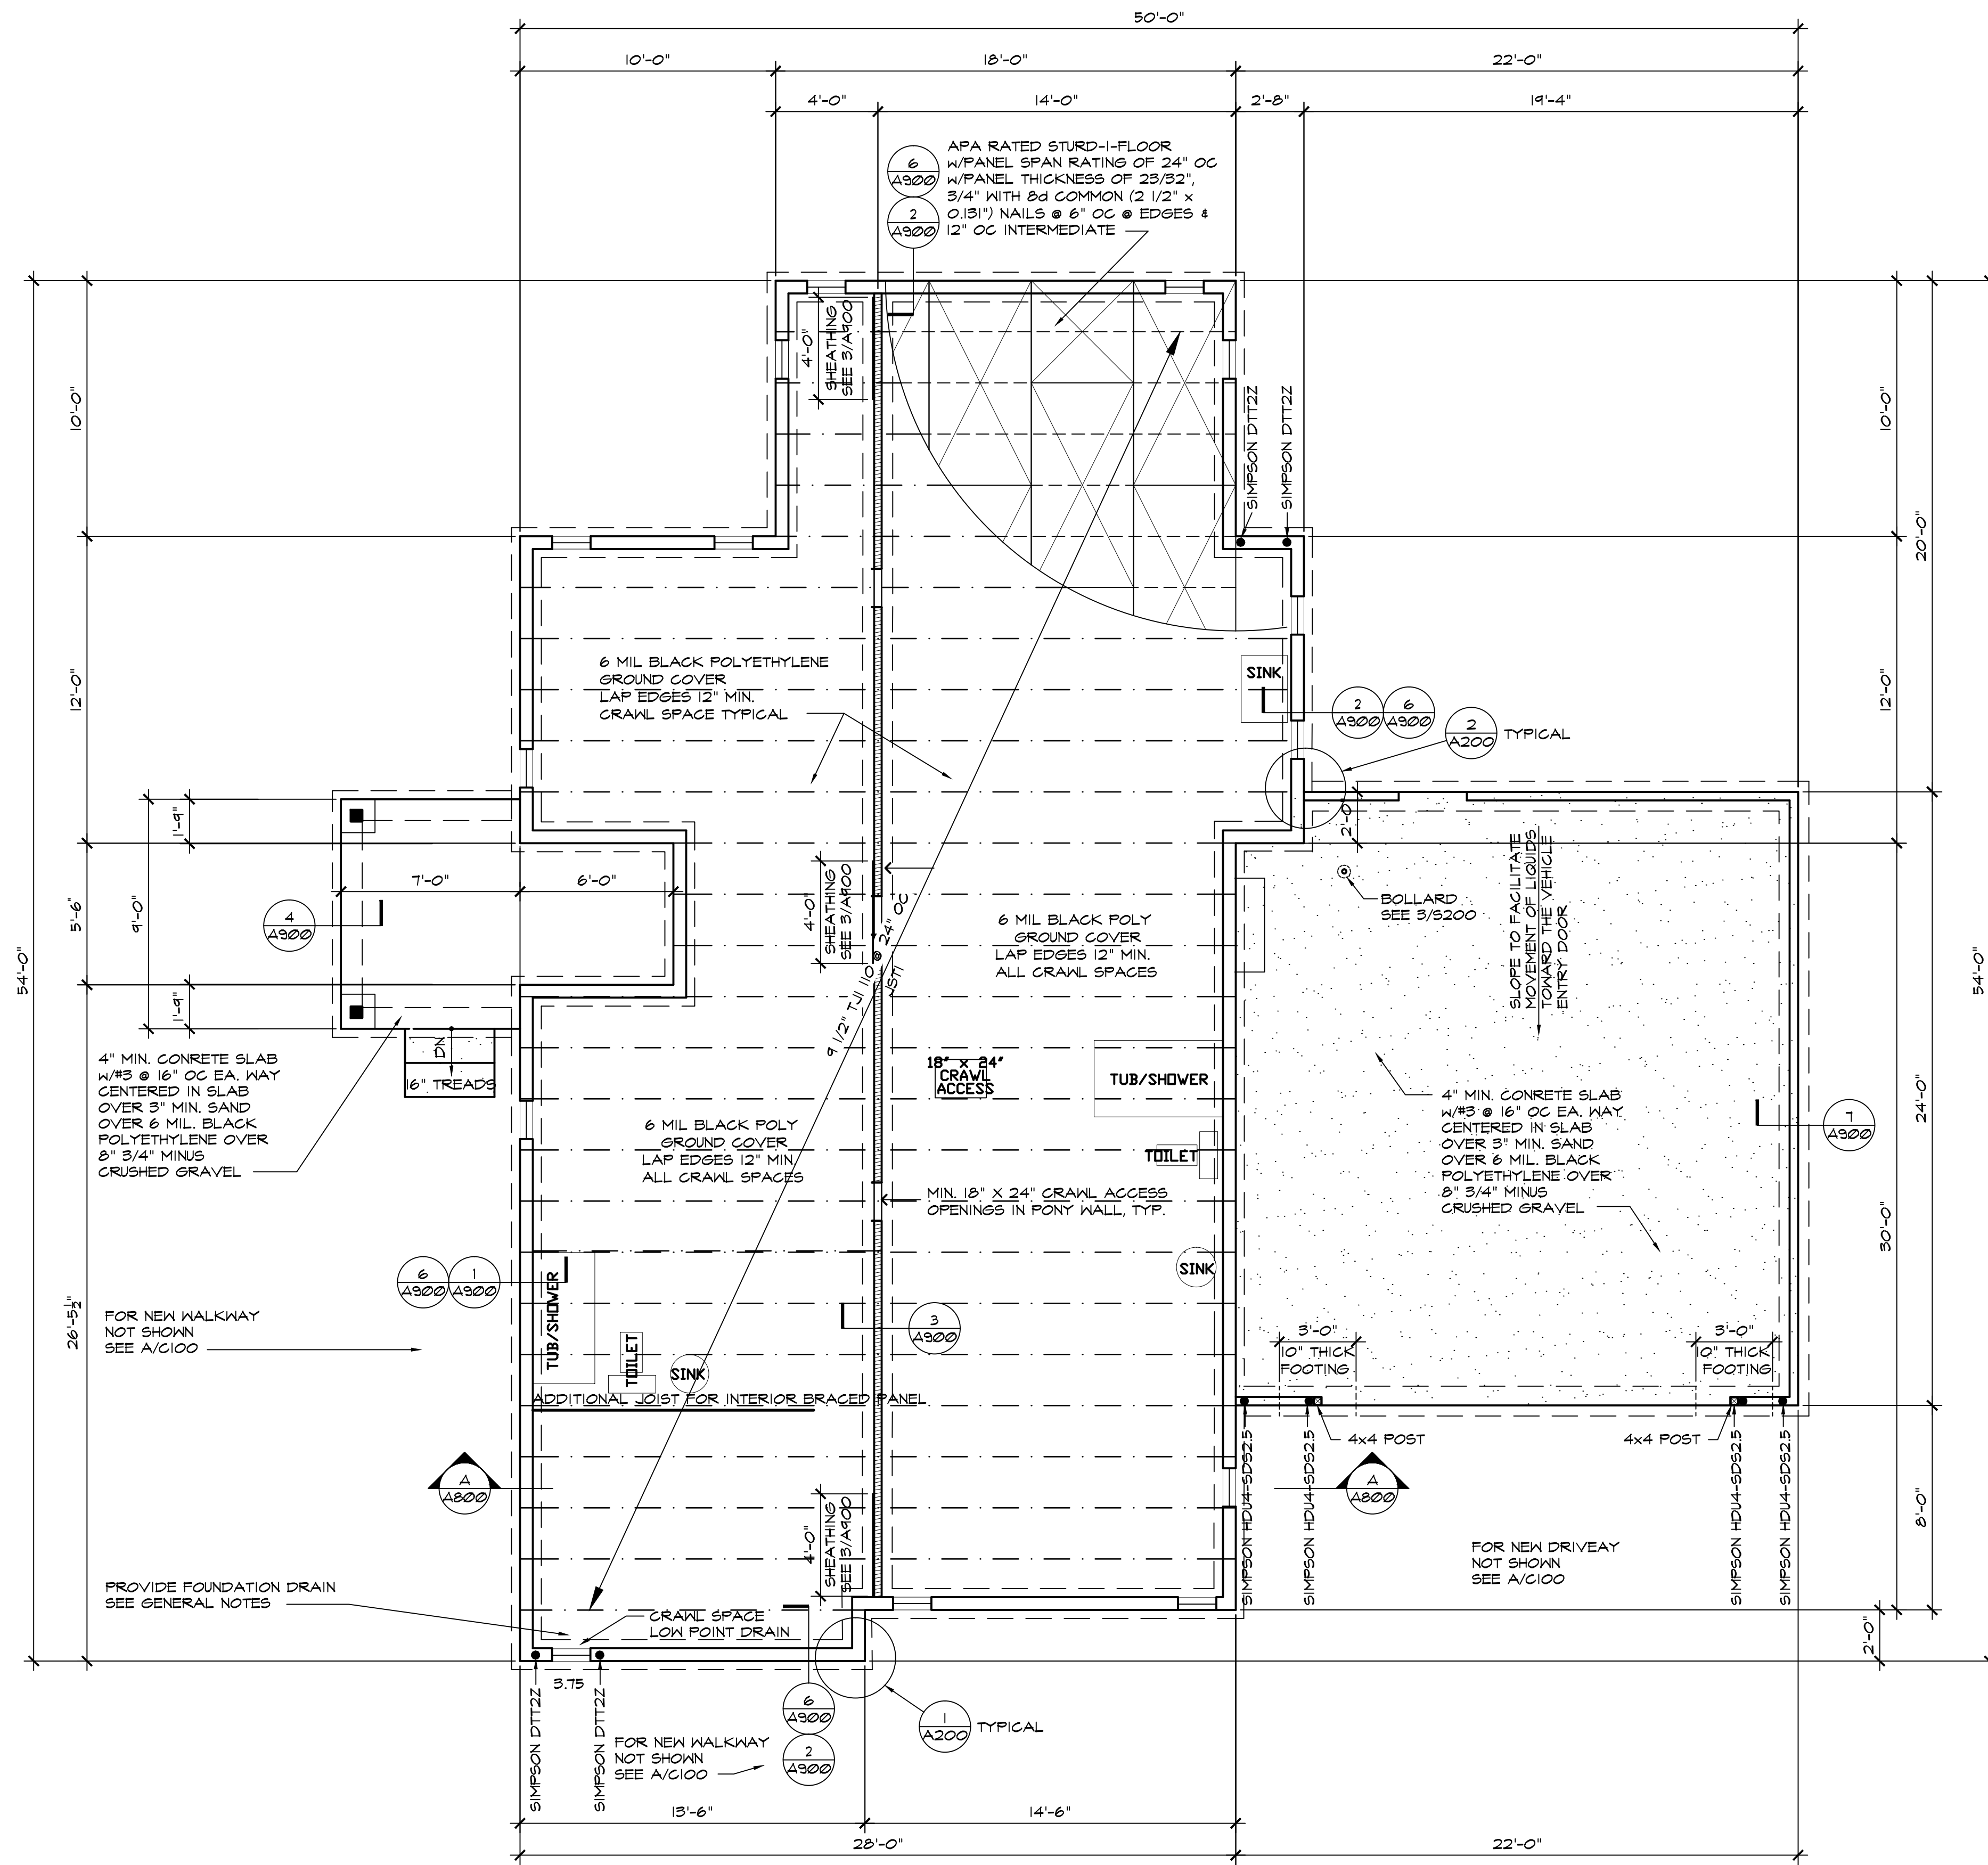 50'-0"
10'-0"
18'-0"
22'-0"
4'-0"
14'-0"
2'-8"
19'-4"
6
A900
2
A900
APA RATED STURD-I-FLOOR
W/PANEL SPAN RATING OF 24" OC
W/PANEL THICKNESS OF 23/32",
3/4" WITH 8d COMMON (2 1/2" x
0.131") NAILS @ 6" OC @ EDGES &
12" OC INTERMEDIATE
4'-0"
SHEATHING
SEE 3/A900
SIMPSON DTT2Z
SIMPSON DTT2Z
10'-0"
10'-0"
20'-0"
12'-0"
12'-0"
6 MIL BLACK POLYETHYLENE
GROUND COVER
LAP EDGES 12" MIN.
CRAWL SPACE TYPICAL
SINK
2
A900
6
A900
2
A200
TYPICAL
2'-0"
1'-9"
9'-0"
5'-6"
1'-9"
7'-0"
6'-0"
4
A900
54'-0"
54'-0"
4'-0"
SHEATHING
SEE 3/A900
9 1/2" TJI 110 @ 24" OC
JSTI
6 MIL BLACK POLY
GROUND COVER
LAP EDGES 12" MIN.
ALL CRAWL SPACES
BOLLARD
SEE 3/S200
SLOPE TO FACILITATE
MOVEMENT OF LIQUIDS
TOWARD THE VEHICLE
ENTRY DOOR
DN
16" TREADS
4" MIN. CONRETE SLAB
W/#3 @ 16" OC EA. WAY
CENTERED IN SLAB
OVER 3" MIN. SAND
OVER 6 MIL. BLACK
POLYETHYLENE OVER
8" 3/4" MINUS
CRUSHED GRAVEL
18" x 24"
CRAWL
ACCESS
TUB/SHOWER
TOILET
6 MIL BLACK POLY
GROUND COVER
LAP EDGES 12" MIN.
ALL CRAWL SPACES
MIN. 18" X 24" CRAWL ACCESS
OPENINGS IN PONY WALL, TYP.
4" MIN. CONRETE SLAB
W/#3 @ 16" OC EA. WAY
CENTERED IN SLAB
OVER 3" MIN. SAND
OVER 6 MIL. BLACK
POLYETHYLENE OVER
8" 3/4" MINUS
CRUSHED GRAVEL
7
A900
24'-0"
30'-0"
SINK
6
A900
1
A900
26'-5 1/2"
FOR NEW WALKWAY
NOT SHOWN
SEE A/C100
TUB/SHOWER
TOILET
SINK
3
A900
3'-0"
10" THICK
FOOTING
3'-0"
10" THICK
FOOTING
ADDITIONAL JOIST FOR INTERIOR BRACED PANEL
4x4 POST
4x4 POST
SIMPSON HDU4-SDS2.5
SIMPSON HDU4-SDS2.5
SIMPSON HDU4-SDS2.5
SIMPSON HDU4-SDS2.5
A
A800
A
A800
4'-0"
SHEATHING
SEE 3/A900
8'-0"
FOR NEW DRIVEAY
NOT SHOWN
SEE A/C100
PROVIDE FOUNDATION DRAIN
SEE GENERAL NOTES
CRAWL SPACE
LOW POINT DRAIN
2'-0"
3.75
SIMPSON DTT2Z
SIMPSON DTT2Z
6
A900
2
A900
1
A200
TYPICAL
FOR NEW WALKWAY
NOT SHOWN
SEE A/C100
13'-6"
14'-6"
28'-0"
22'-0"